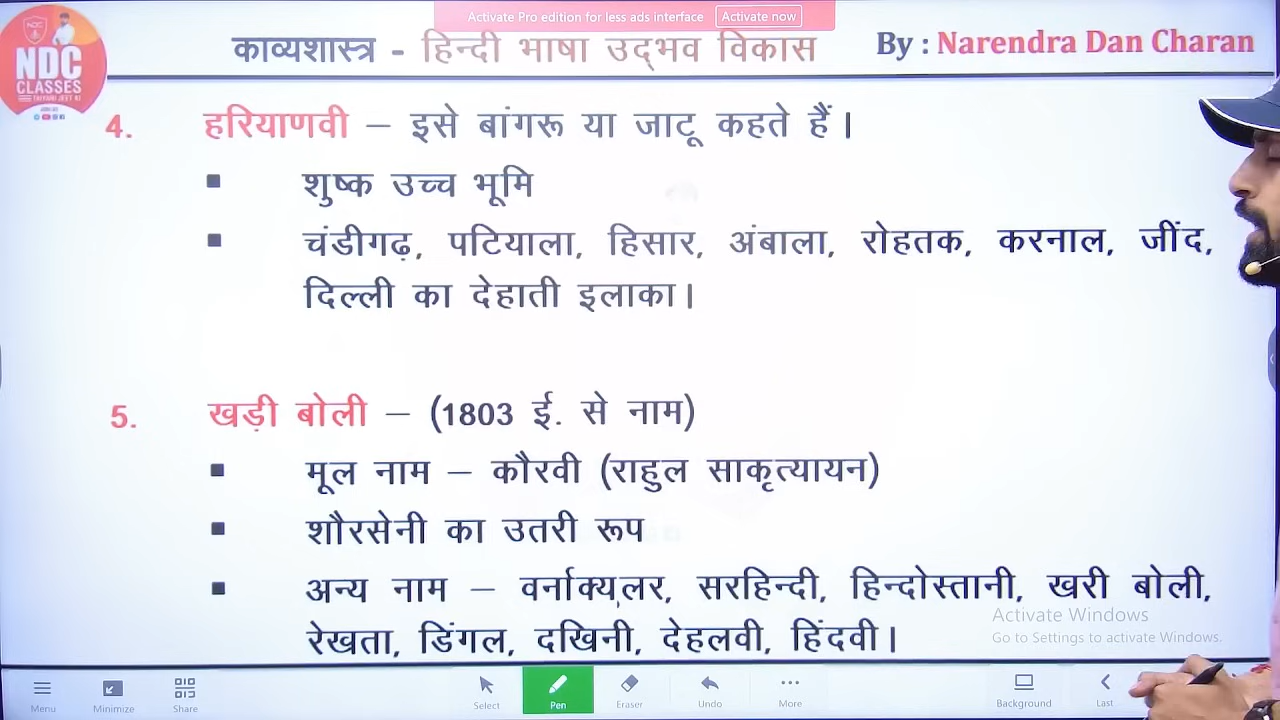 Activate Pro edition for less ads interface Activate now
काव्यशास्त्र - हिन्दी भाषा उद्भव विकास By : Narendra Dan Charan
NDC
CLASSES
4. हरियाणवी – इसे बांगरू या जाटू कहते हैं।
▪ शुष्क उच्च भूमि
▪ चंडीगढ़, पटियाला, हिसार, अंबाला, रोहतक, करनाल, जींद,
दिल्ली का देहाती इलाका।
5. खड़ी बोली – (1803 ई. से नाम)
▪ मूल नाम – कौरवी (राहुल साकृत्यायन)
▪ शौरसेनी का उतरी रूप
▪ अन्य नाम – वर्नाक्यूलर, सरहिन्दी, हिन्दोस्तानी, खरी बोली,
रेखता, डिंगल, दखिनी, देहलवी, हिंदवी।
Activate Windows
Go to Settings to activate Windows.
Menu Minimize Share Select Pen Eraser Undo More Background Last